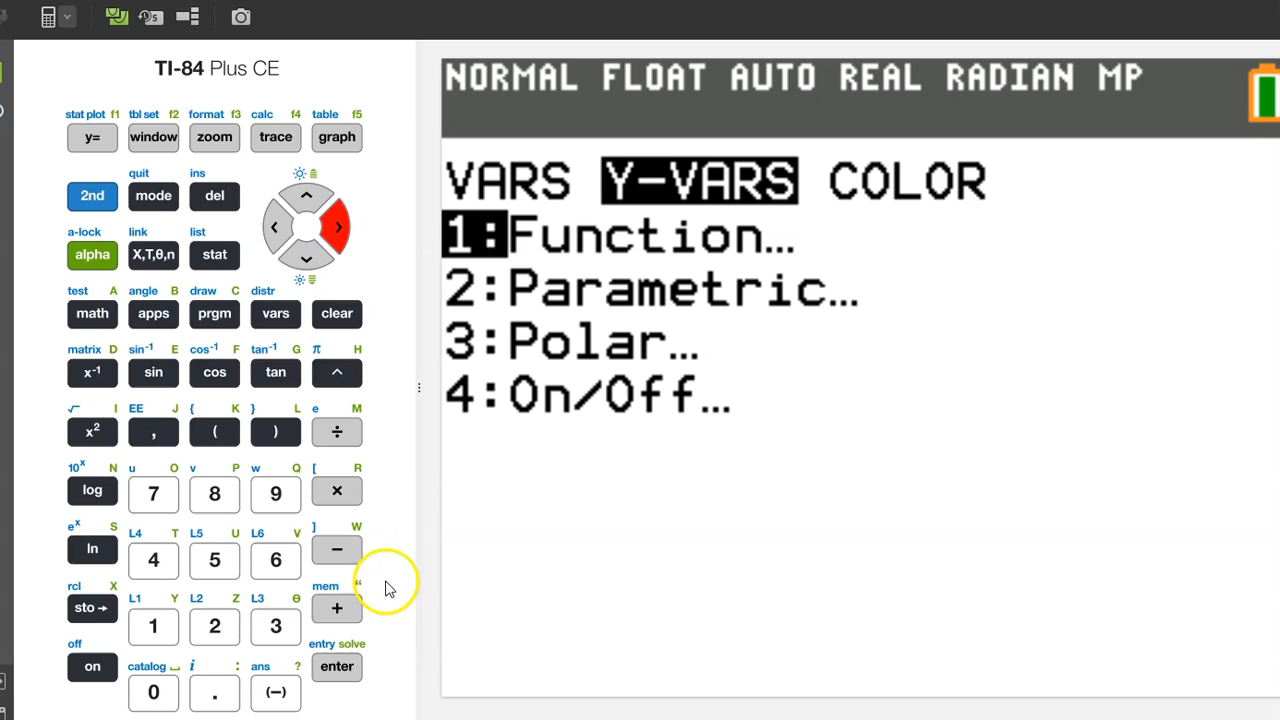 TI-84 Plus CE
NORMAL FLOAT AUTO REAL RADIAN MP
stat plot f1 tbl set f2 format f3 calc f4 table f5
y= window zoom trace graph
quit ins
2nd mode del
a-lock link list
alpha X,T,θ,n stat
test A angle B draw C distr
math apps prgm vars clear
matrix D sin⁻¹ E cos⁻¹ F tan⁻¹ G π H
x⁻¹ sin cos tan ^
√ I EE J { K } L e M
x² , ( ) ÷
10ˣ N u O v P w Q [ R
log 7 8 9 ×
eˣ S L4 T L5 U L6 V ] W
ln 4 5 6 −
rcl X L1 Y L2 Z L3 θ mem “
sto→ 1 2 3 +
off catalog i : ans ? entry solve
on 0 . (−) enter
VARS Y-VARS COLOR
1:Function…
2:Parametric…
3:Polar…
4:On/Off…